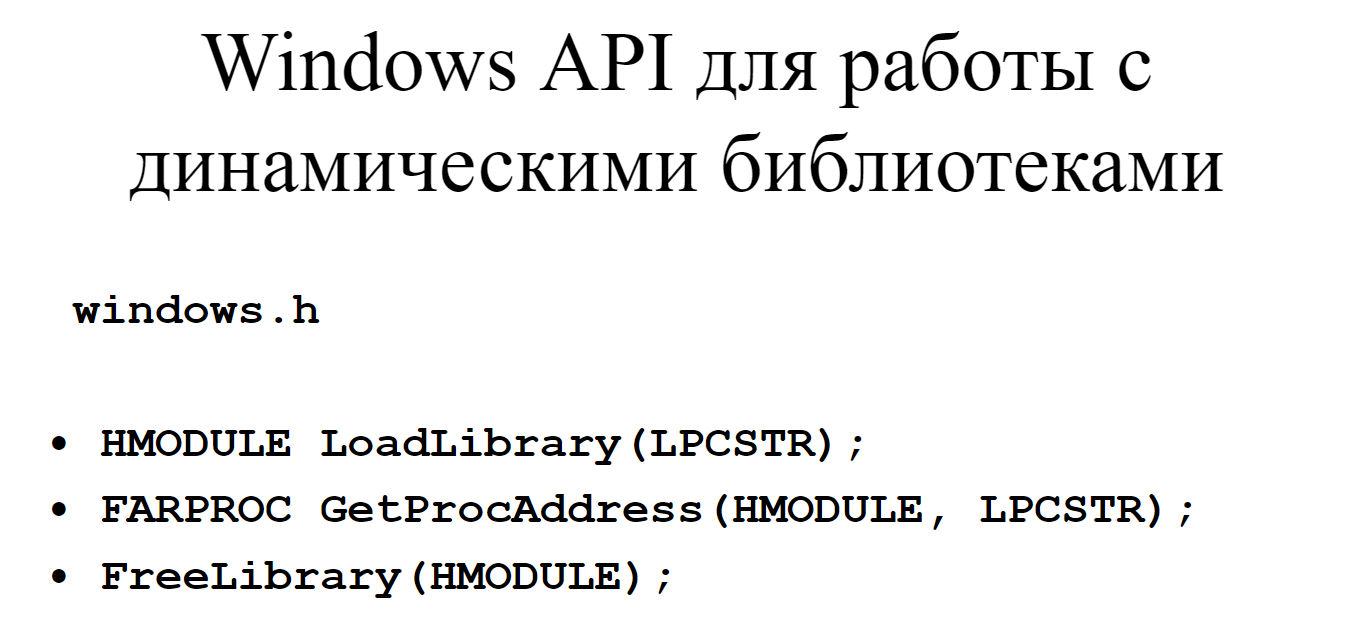 Windows API для работы с
динамическими библиотеками
windows.h
• HMODULE LoadLibrary(LPCSTR);
• FARPROC GetProcAddress(HMODULE, LPCSTR);
• FreeLibrary(HMODULE);